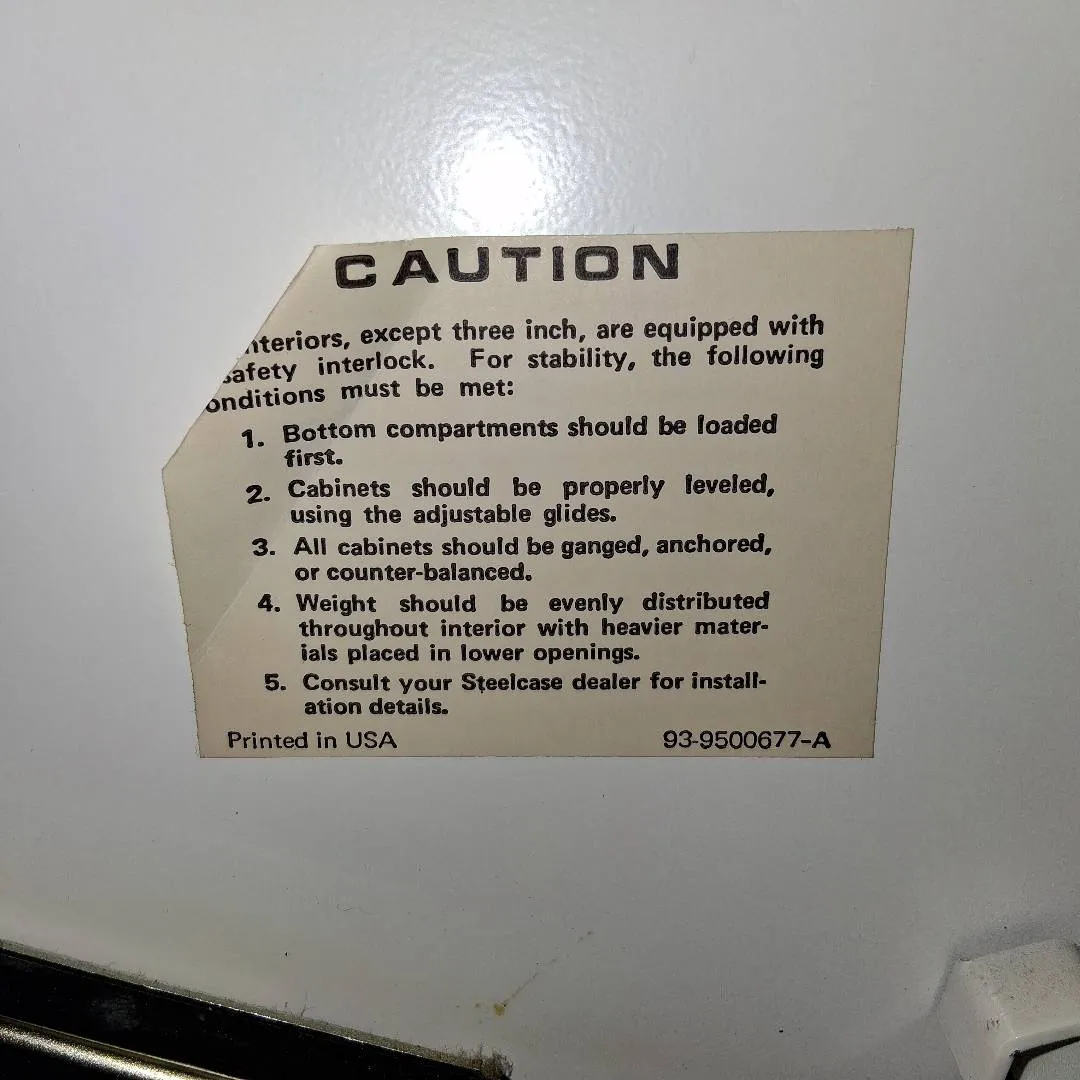 CAUTION
nteriors, except three inch, are equipped with
safety interlock. For stability, the following
onditions must be met:
1. Bottom compartments should be loaded
first.
2. Cabinets should be properly leveled,
using the adjustable glides.
3. All cabinets should be ganged, anchored,
or counter-balanced.
4. Weight should be evenly distributed
throughout interior with heavier mater-
ials placed in lower openings.
5. Consult your Steelcase dealer for install-
ation details.
Printed in USA 93-9500677-A